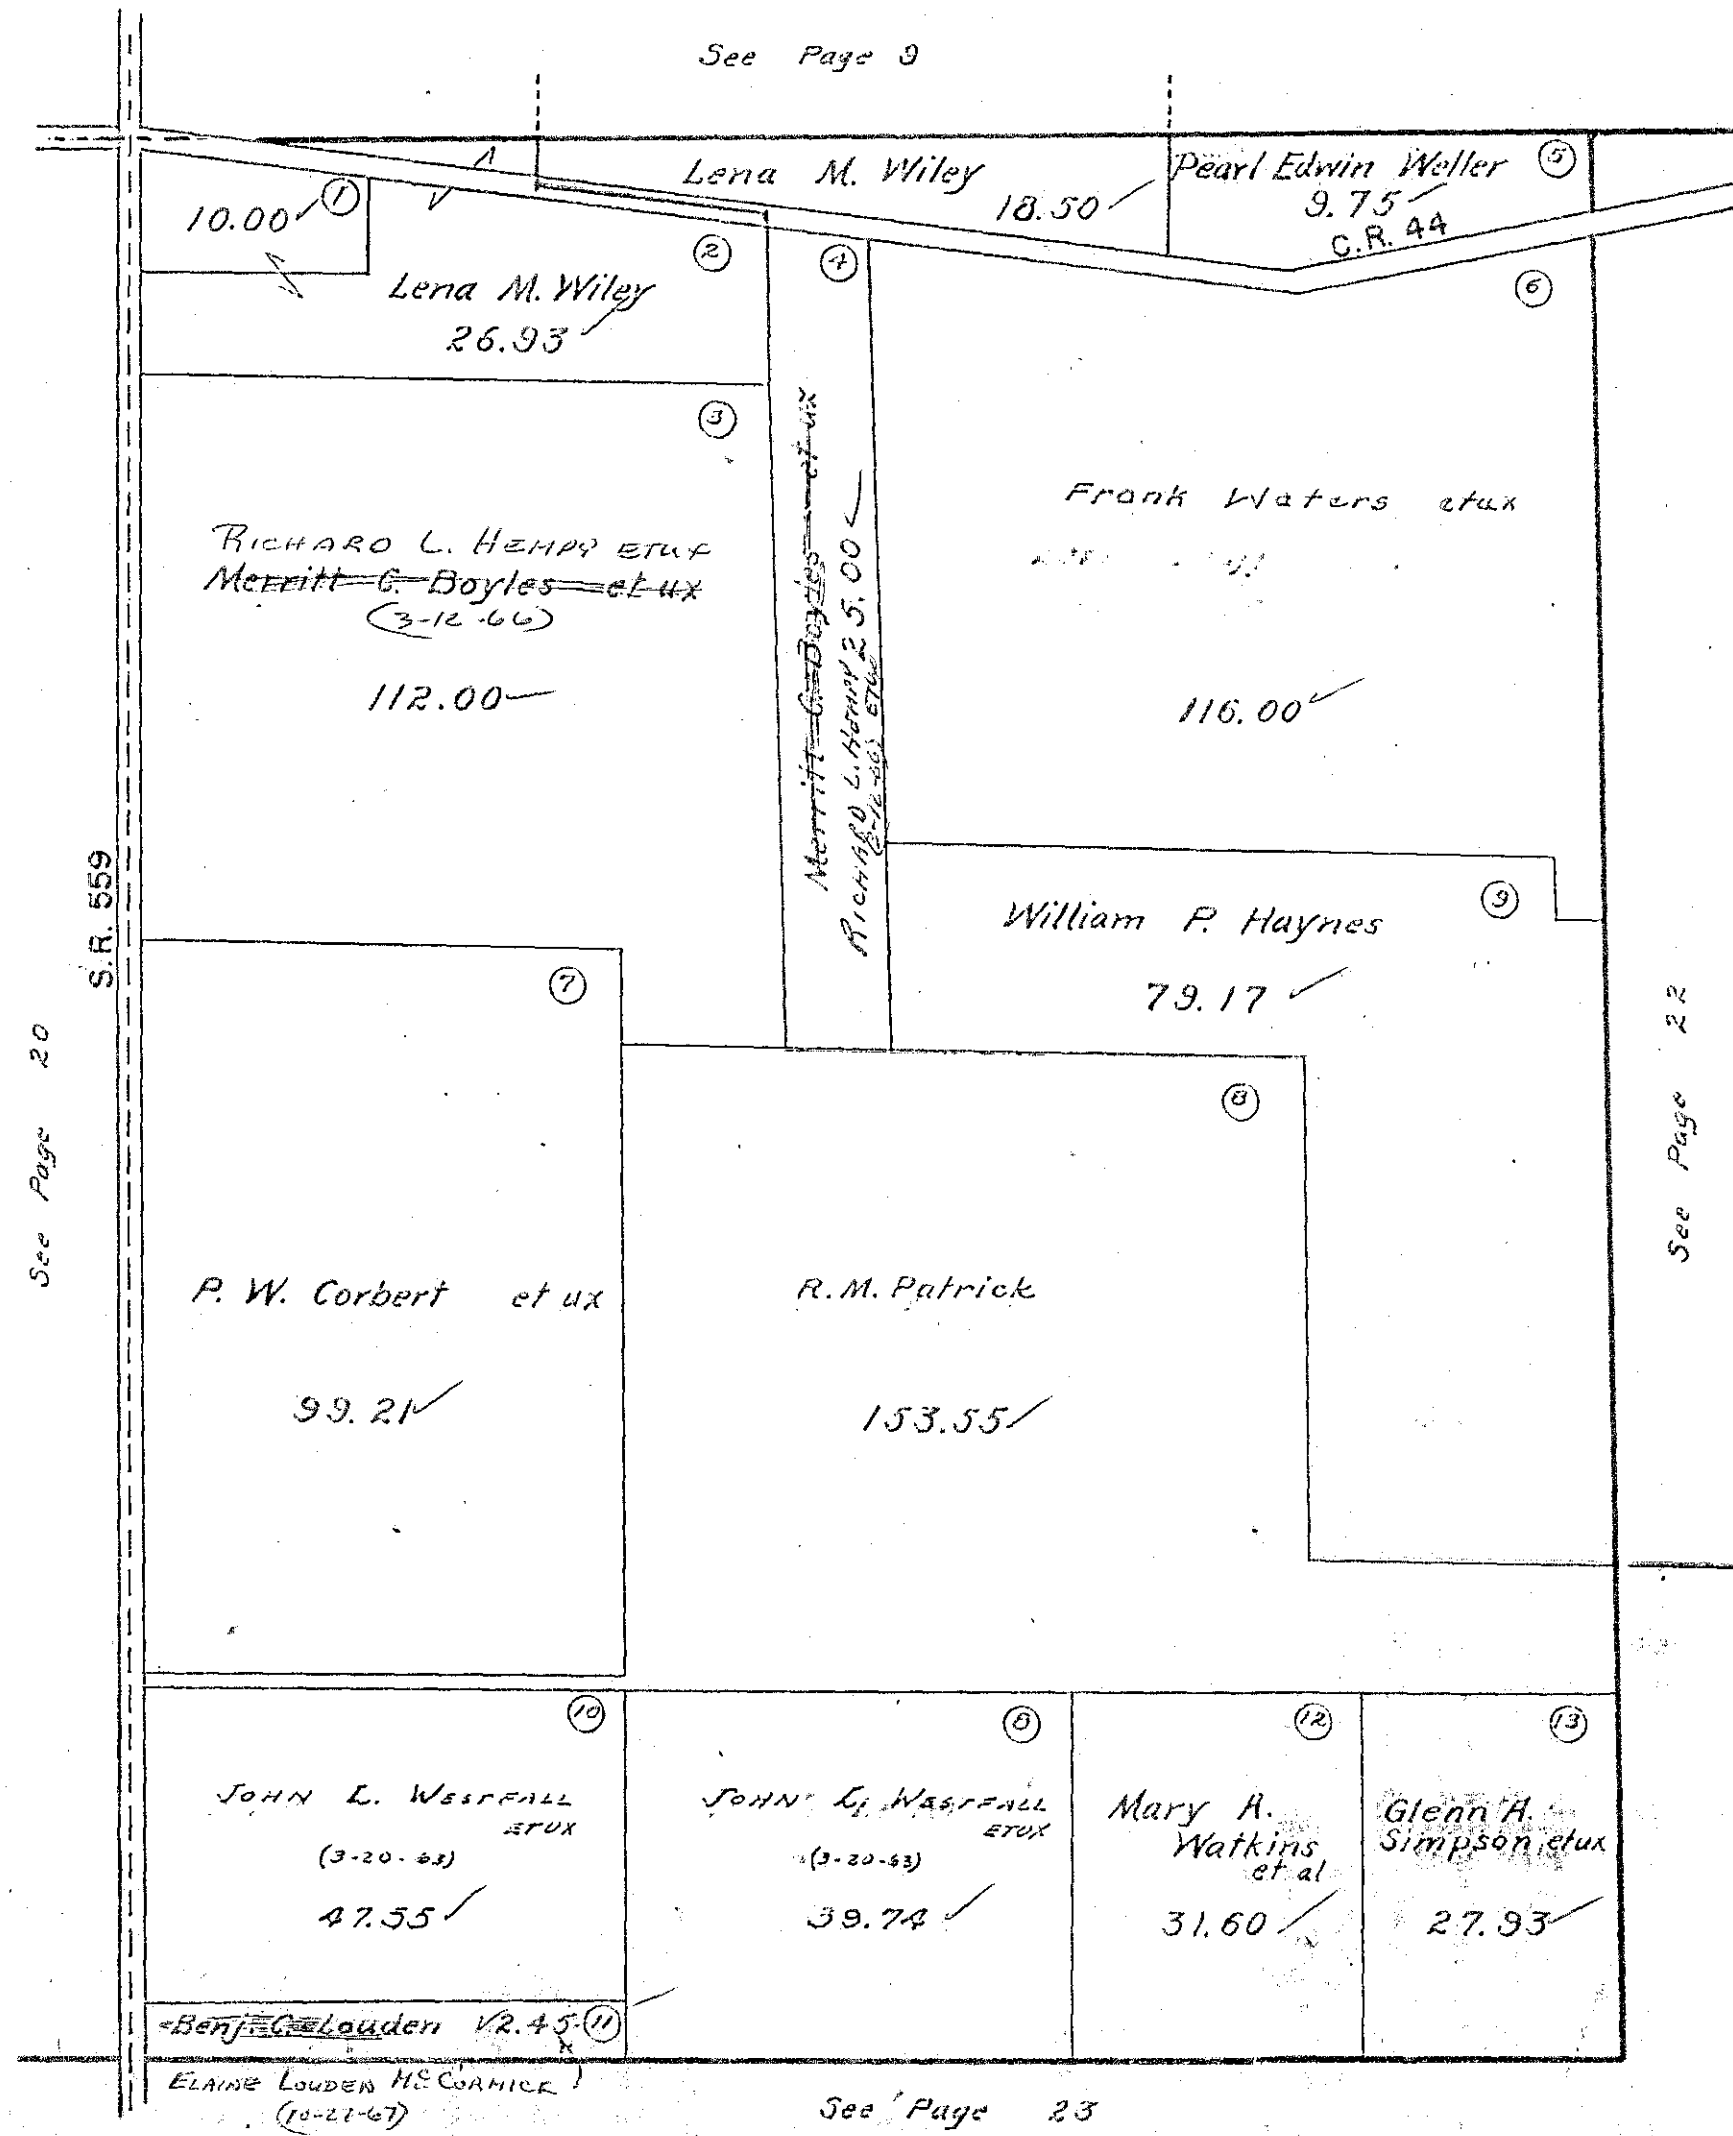 See Page 9
Lena M. Wiley
18.50
Pearl Edwin Weller
9.75
5
C.R. 44
1
10.00
2
Lena M. Wiley
26.93
4
6
3
RICHARD L. HEMPY ETUX
Merritt C. Boyles et ux
(3-12-66)
112.00
Merritt C. Boyles et ux
RICHARD L. HEMPY ETUX
25.00
(3-12-66)
Frank Waters etux
116.00
S.R. 559
William P. Haynes
9
79.17
7
See Page 20
See Page 22
8
P. W. Corbert et ux
99.21
R.M. Patrick
153.55
10
8
12
13
JOHN L. WESTFALL
ETUX
(3-20-63)
47.55
JOHN L. WESTFALL
ETUX
(3-20-63)
39.74
Mary A.
Watkins
et al
31.60
Glenn A.
Simpson etux
27.93
Benj. C. Louden 2.45 11
ELAINE LOUDEN McCORMICK
(10-27-67)
See Page 23